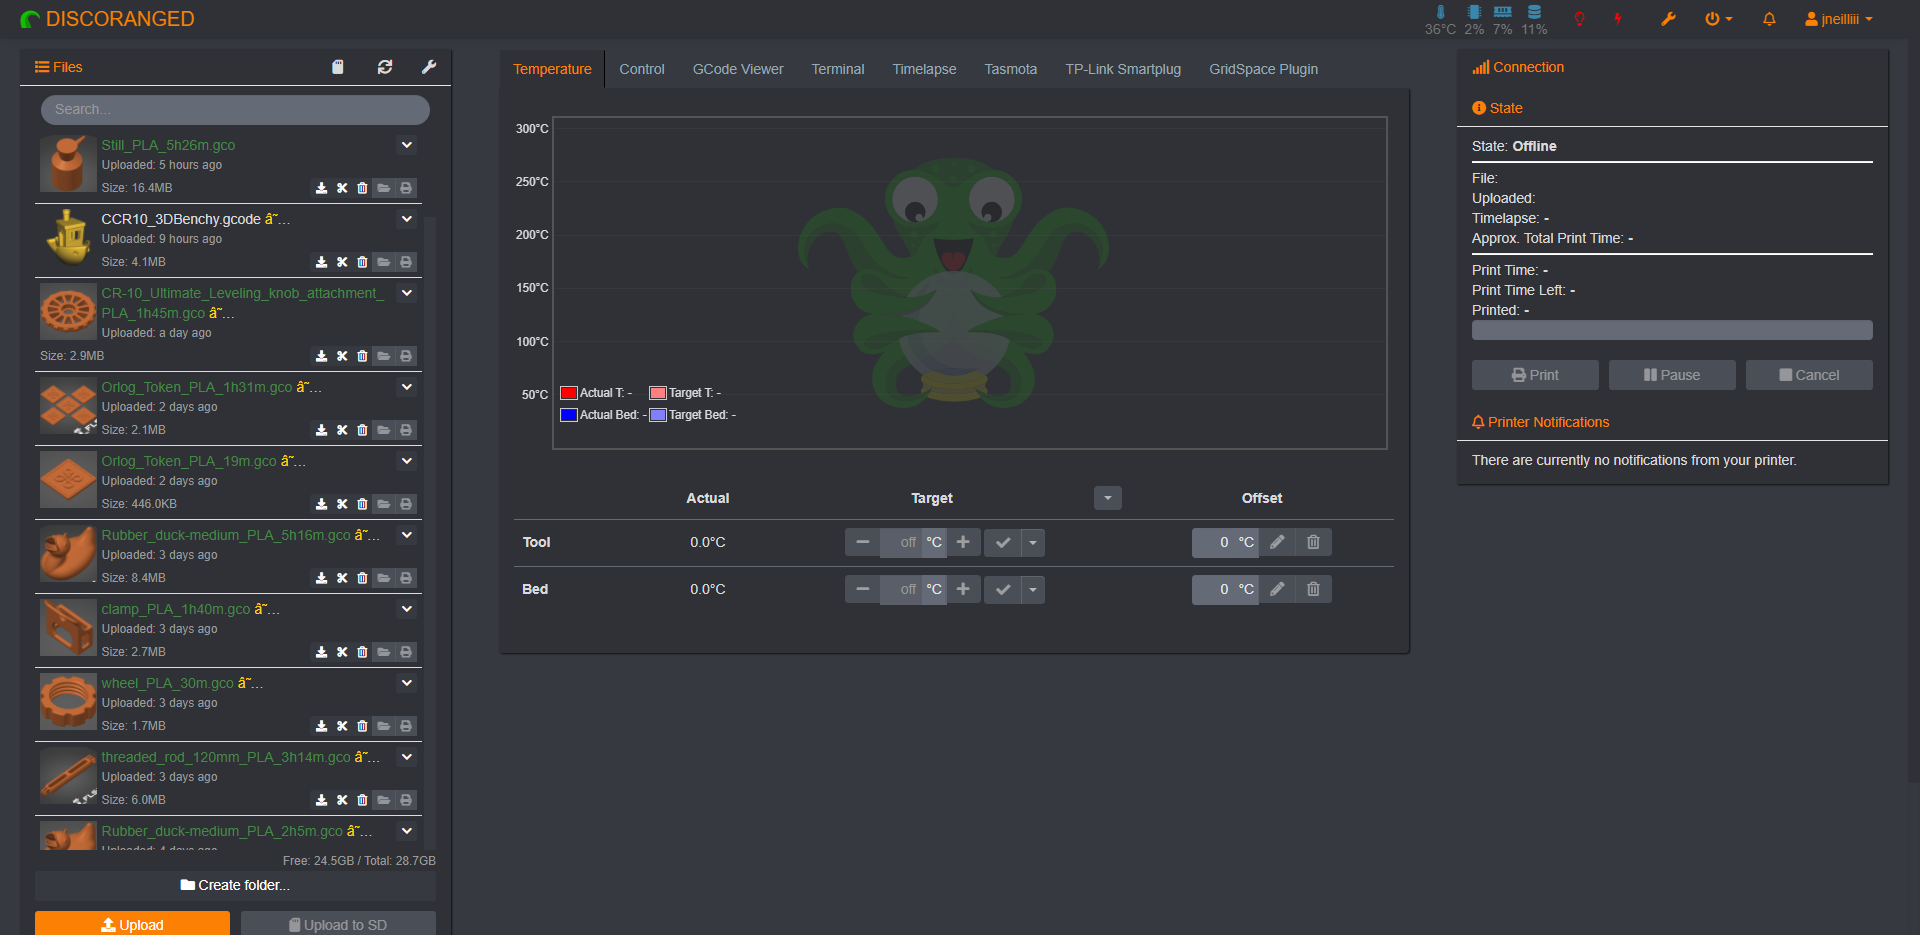 DISCORANGED
36°C 2% 7% 11%
jneilliii
Files
Search...
Still_PLA_5h26m.gco
Uploaded: 5 hours ago
Size: 16.4MB
CCR10_3DBenchy.gcode â˜...
Uploaded: 9 hours ago
Size: 4.1MB
CR-10_Ultimate_Leveling_knob_attachment_
PLA_1h45m.gco â˜...
Uploaded: a day ago
Size: 2.9MB
Orlog_Token_PLA_1h31m.gco â˜...
Uploaded: 2 days ago
Size: 2.1MB
Orlog_Token_PLA_19m.gco â˜...
Uploaded: 2 days ago
Size: 446.0KB
Rubber_duck-medium_PLA_5h16m.gco â˜...
Uploaded: 3 days ago
Size: 8.4MB
clamp_PLA_1h40m.gco â˜...
Uploaded: 3 days ago
Size: 2.7MB
wheel_PLA_30m.gco â˜...
Uploaded: 3 days ago
Size: 1.7MB
threaded_rod_120mm_PLA_3h14m.gco â˜...
Uploaded: 3 days ago
Size: 6.0MB
Rubber_duck-medium_PLA_2h5m.gco â˜...
Uploaded: 4 days ago
Free: 24.5GB / Total: 28.7GB
Create folder...
Upload
Upload to SD
Temperature Control GCode Viewer Terminal Timelapse Tasmota TP-Link Smartplug GridSpace Plugin
300°C
250°C
200°C
150°C
100°C
50°C
Actual T: - Target T: -
Actual Bed: - Target Bed: -
Actual Target Offset
Tool 0.0°C off °C 0 °C
Bed 0.0°C off °C 0 °C
Connection
State
State: Offline
File:
Uploaded:
Timelapse: -
Approx. Total Print Time: -
Print Time: -
Print Time Left: -
Printed: -
Print Pause Cancel
Printer Notifications
There are currently no notifications from your printer.